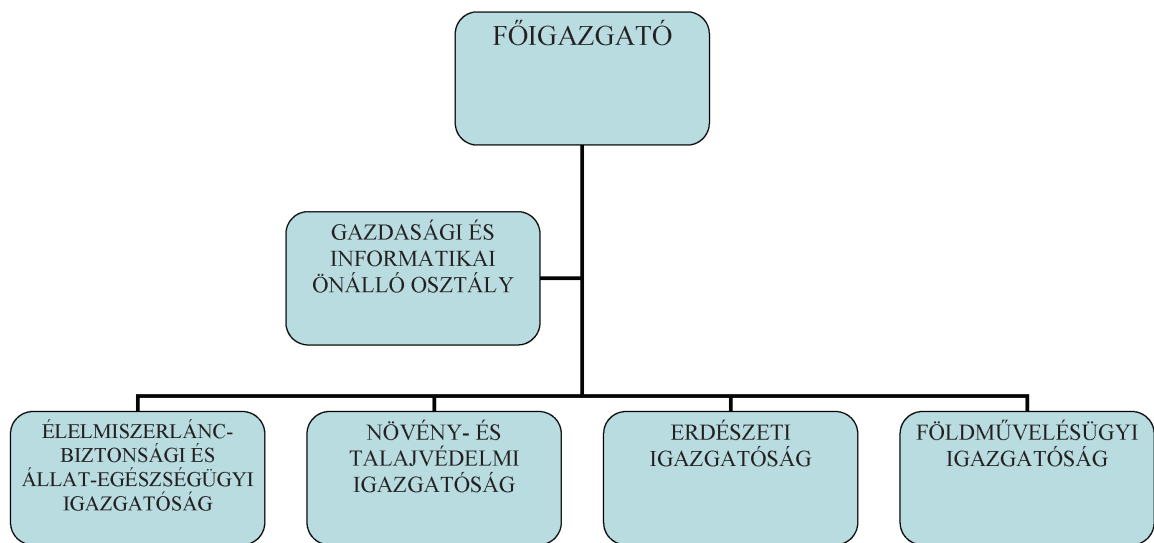 FŐIGAZGATÓ
GAZDASÁGI ÉS
INFORMATIKAI
ÖNÁLLÓ OSZTÁLY
ÉLELMISZERLÁNC-
BIZTONSÁGI ÉS
ÁLLAT-EGÉSZSÉGÜGYI
IGAZGATÓSÁG
NÖVÉNY- ÉS
TALAJVÉDELMI
IGAZGATÓSÁG
ERDÉSZETI
IGAZGATÓSÁG
FÖLDMŰVELÉSÜGYI
IGAZGATÓSÁG